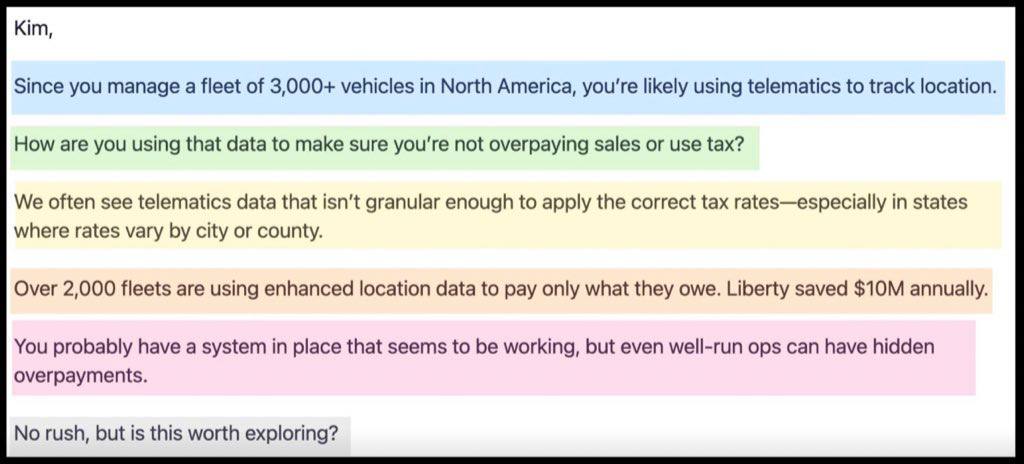 Kim,
Since you manage a fleet of 3,000+ vehicles in North America, you’re likely using telematics to track location.
How are you using that data to make sure you’re not overpaying sales or use tax?
We often see telematics data that isn’t granular enough to apply the correct tax rates—especially in states
where rates vary by city or county.
Over 2,000 fleets are using enhanced location data to pay only what they owe. Liberty saved $10M annually.
You probably have a system in place that seems to be working, but even well-run ops can have hidden
overpayments.
No rush, but is this worth exploring?